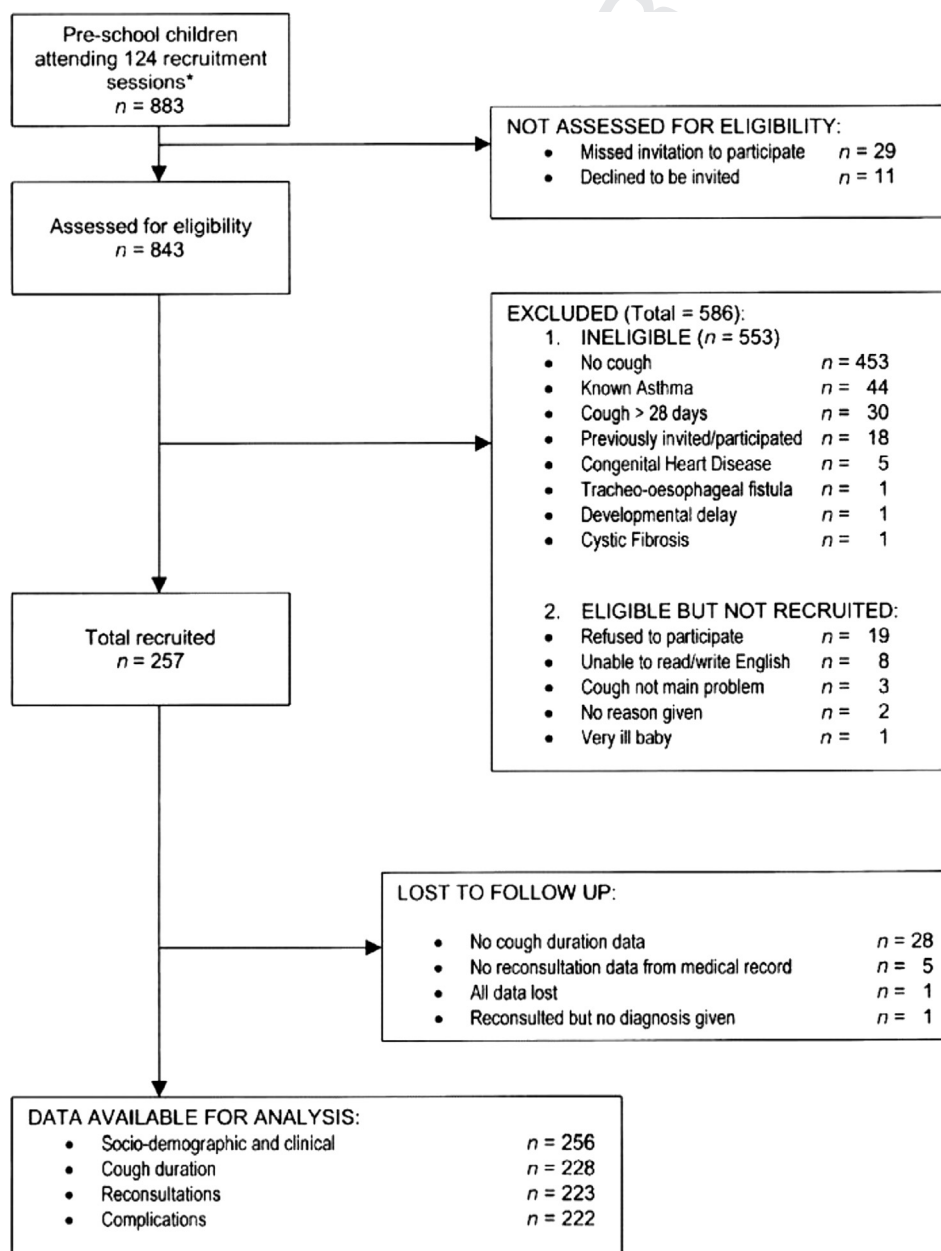 Pre-school children
attending 124 recruitment
sessions*
n = 883
NOT ASSESSED FOR ELIGIBILITY:
• Missed invitation to participate n = 29
• Declined to be invited n = 11
Assessed for eligibility
n = 843
EXCLUDED (Total = 586):
1. INELIGIBLE (n = 553)
• No cough n = 453
• Known Asthma n = 44
• Cough > 28 days n = 30
• Previously invited/participated n = 18
• Congenital Heart Disease n = 5
• Tracheo-oesophageal fistula n = 1
• Developmental delay n = 1
• Cystic Fibrosis n = 1
2. ELIGIBLE BUT NOT RECRUITED:
• Refused to participate n = 19
• Unable to read/write English n = 8
• Cough not main problem n = 3
• No reason given n = 2
• Very ill baby n = 1
Total recruited
n = 257
LOST TO FOLLOW UP:
• No cough duration data n = 28
• No reconsultation data from medical record n = 5
• All data lost n = 1
• Reconsulted but no diagnosis given n = 1
DATA AVAILABLE FOR ANALYSIS:
• Socio-demographic and clinical n = 256
• Cough duration n = 228
• Reconsultations n = 223
• Complications n = 222